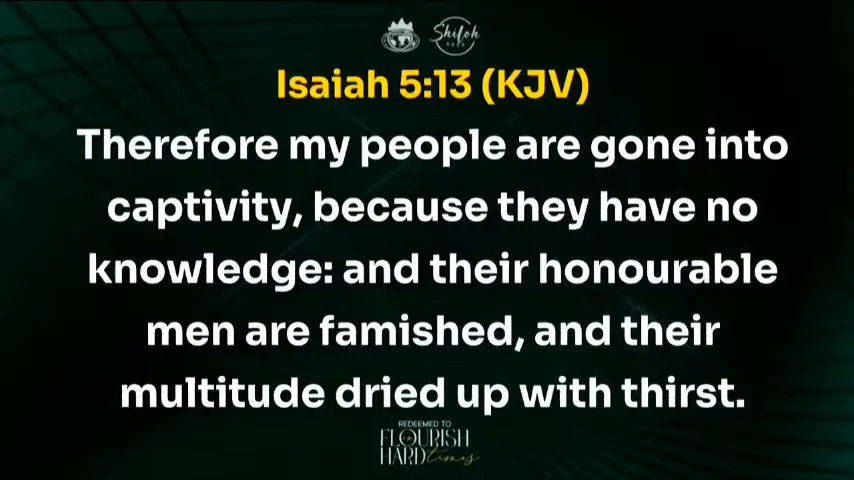 Shiloh
Isaiah 5:13 (KJV)
Therefore my people are gone into
captivity, because they have no
knowledge: and their honourable
men are famished, and their
multitude dried up with thirst.
REDEEMED TO
FLOURISH
HARD times